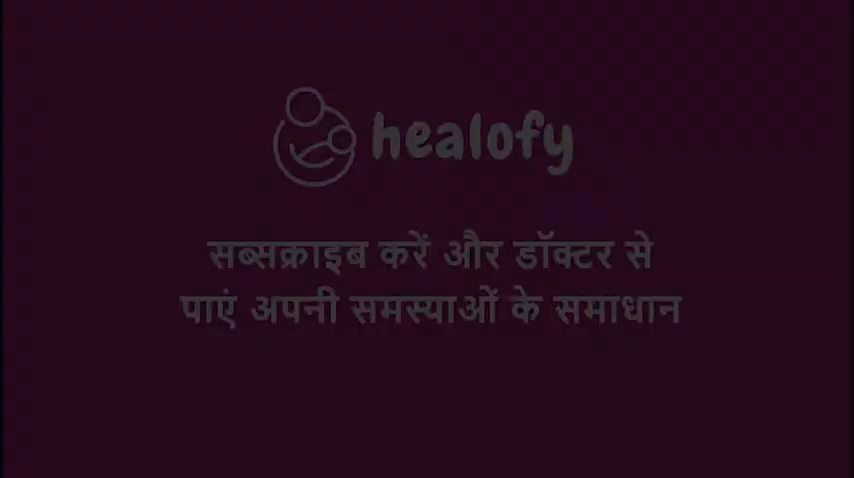 healofy
सब्सक्राइब करें और डॉक्टर से
पाएं अपनी समस्याओं के समाधान